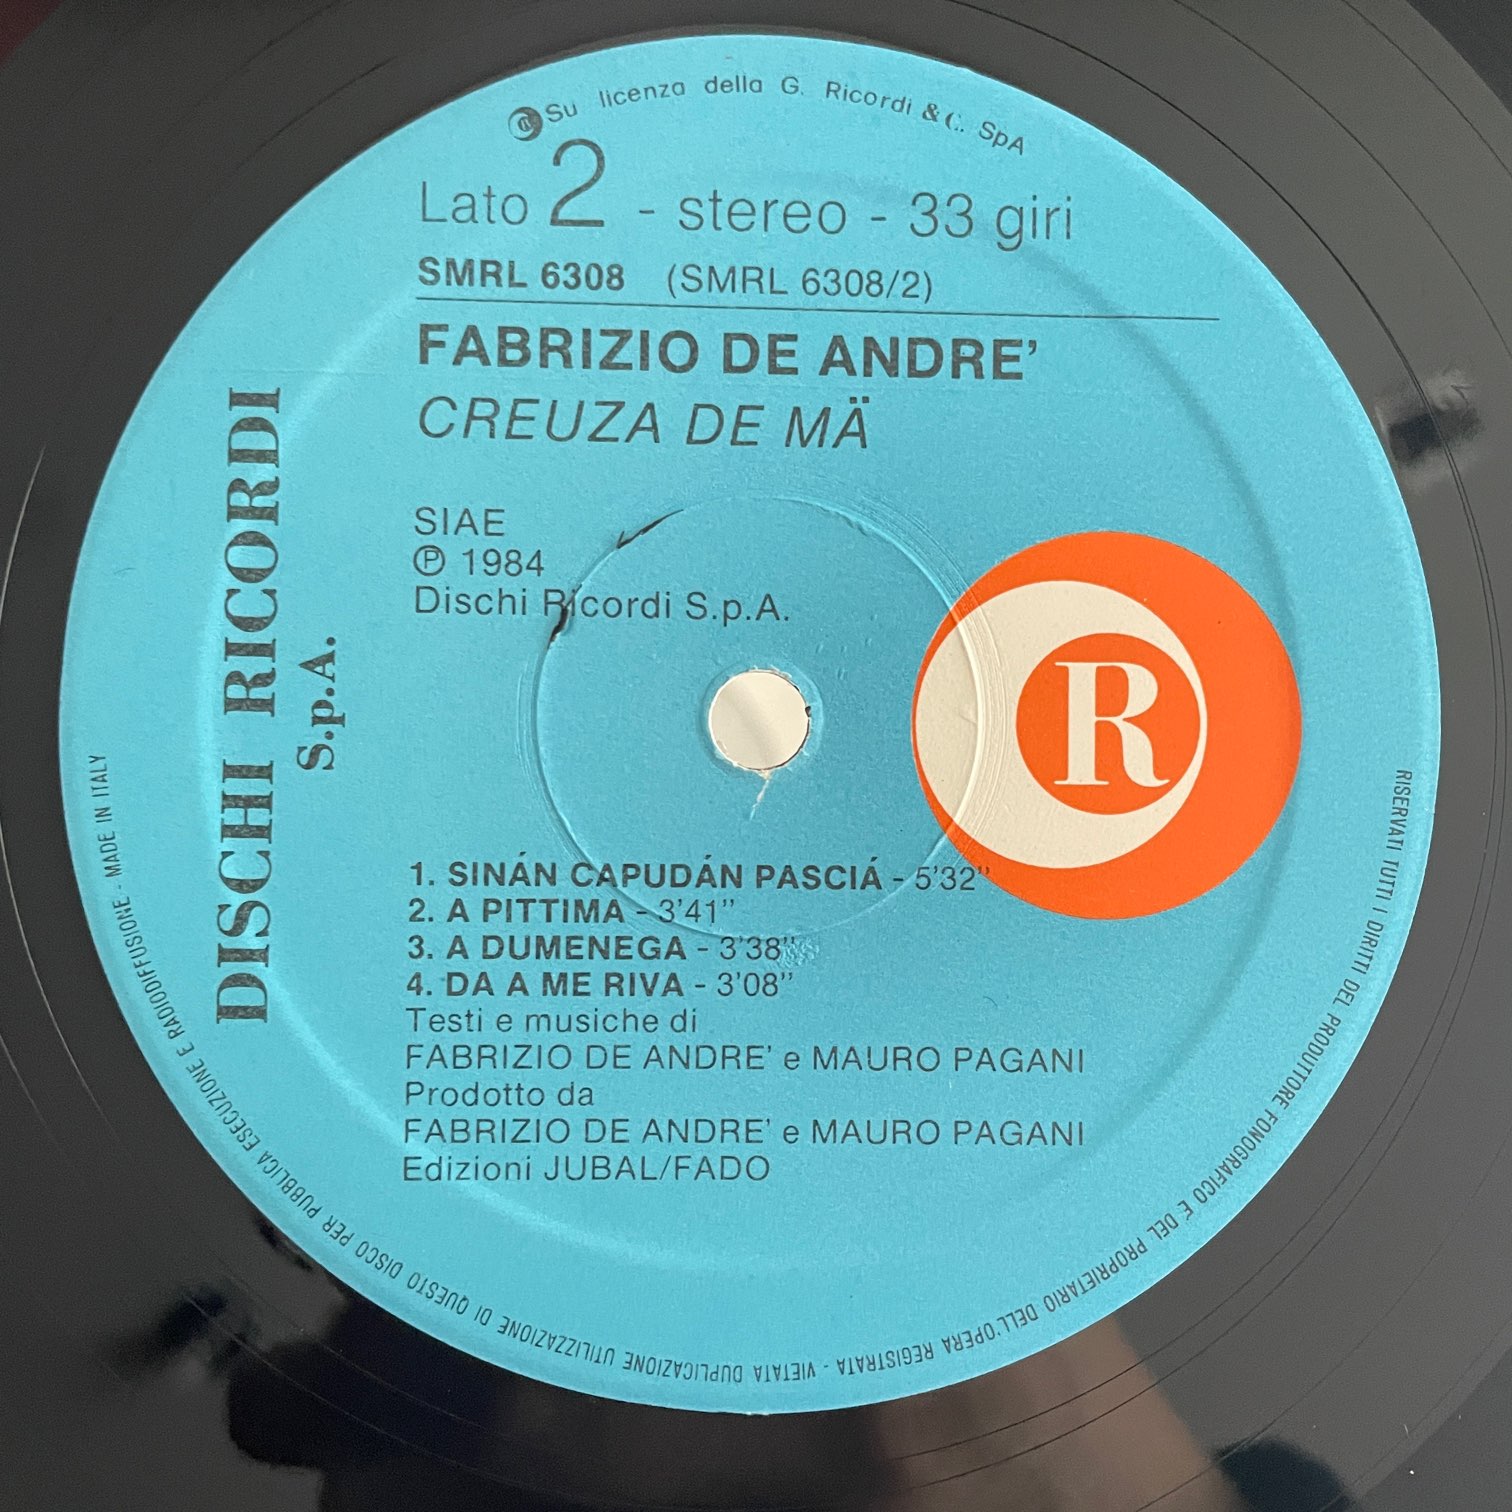 Su licenza della G. Ricordi & C. SpA
Lato 2 - stereo - 33 giri
SMRL 6308 (SMRL 6308/2)
FABRIZIO DE ANDRE'
CREUZA DE MÄ
SIAE
Ⓟ 1984
Dischi Ricordi S.p.A.
DISCHI RICORDI
S.p.A.
R
1. SINÁN CAPUDÁN PASCIÁ - 5'32"
2. A PITTIMA - 3'41"
3. A DUMENEGA - 3'38"
4. DA A ME RIVA - 3'08"
Testi e musiche di
FABRIZIO DE ANDRE' e MAURO PAGANI
Prodotto da
FABRIZIO DE ANDRE' e MAURO PAGANI
Edizioni JUBAL/FADO
RISERVATI TUTTI I DIRITTI DEL PRODUTTORE FONOGRAFICO E DEL PROPRIETARIO DELL'OPERA REGISTRATA - VIETATA DUPLICAZIONE UTILIZZAZIONE DI QUESTO DISCO PER PUBBLICA ESECUZIONE E RADIODIFFUSIONE - MADE IN ITALY